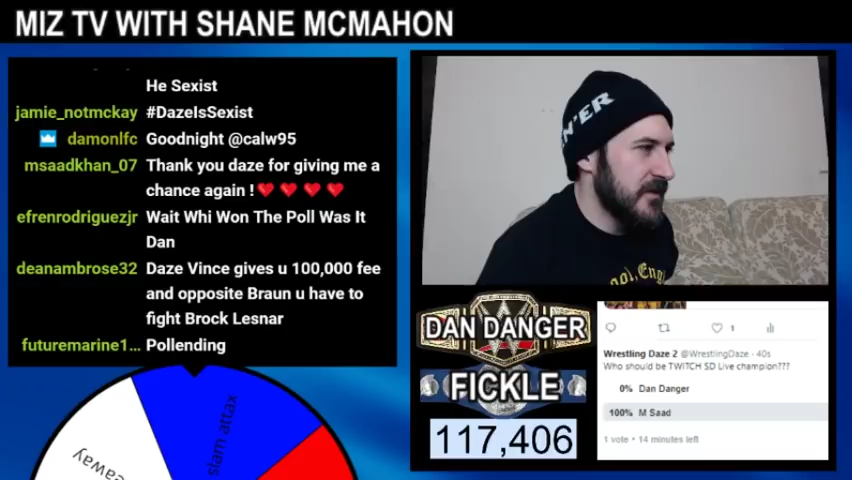 MIZ TV WITH SHANE MCMAHON
He Sexist
jamie_notmckay #DazeIsSexist
damonlfc Goodnight @calw95
msaadkhan_07 Thank you daze for giving me a
chance again !
efrenrodriguezjr Wait Whi Won The Poll Was It
Dan
deanambrose32 Daze Vince gives u 100,000 fee
and opposite Braun u have to
fight Brock Lesnar
futuremarine1... Pollending
eaway
slam attax
N'ER
DAN DANGER
FICKLE
117,406
1
Wrestling Daze 2 @WrestlingDaze · 40s
Who should be TWITCH SD Live champion???
0% Dan Danger
100% M Saad
1 vote · 14 minutes left